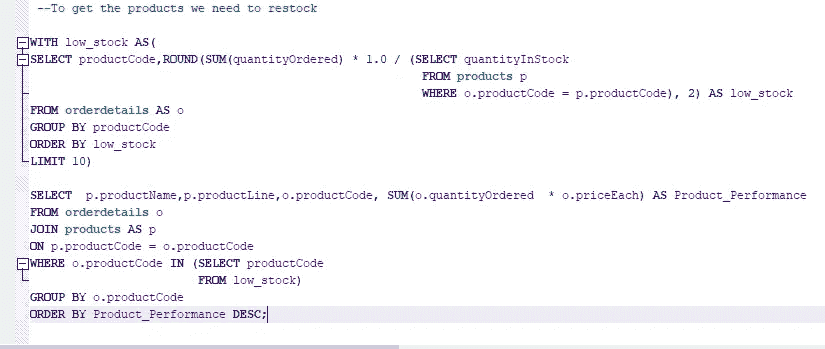 --To get the products we need to restock
WITH low_stock AS(
SELECT productCode,ROUND(SUM(quantityOrdered) * 1.0 / (SELECT quantityInStock
FROM products p
WHERE o.productCode = p.productCode), 2) AS low_stock
FROM orderdetails AS o
GROUP BY productCode
ORDER BY low_stock
LIMIT 10)
SELECT  p.productName,p.productLine,o.productCode, SUM(o.quantityOrdered  * o.priceEach) AS Product_Performance
FROM orderdetails o
JOIN products AS p
ON p.productCode = o.productCode
WHERE o.productCode IN (SELECT productCode
FROM low_stock)
GROUP BY o.productCode
ORDER BY Product_Performance DESC;